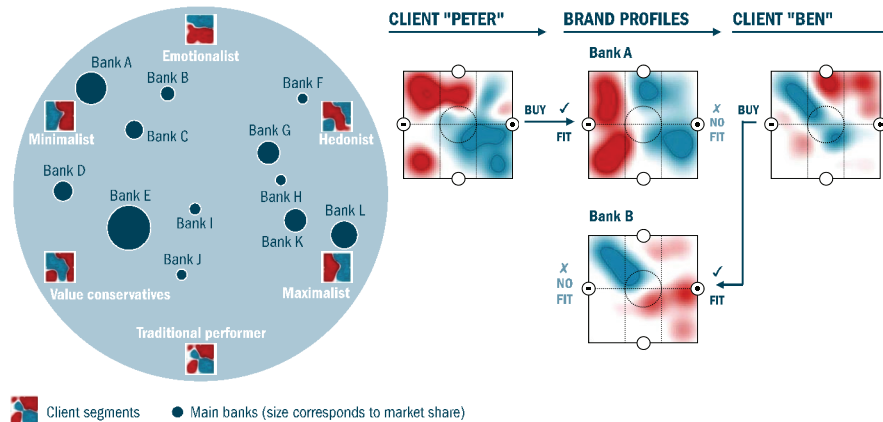 CLIENT "PETER"
BRAND PROFILES
CLIENT "BEN"
Emotionalist
Bank A
Bank B
Bank F
Minimalist
Bank C
Bank G
Hedonist
Bank D
Bank E
Bank H
Bank I
Bank K
Bank L
Bank J
Value conservatives
Maximalist
Traditional performer
Bank A
BUY
✓
FIT
✗
NO
FIT
BUY
Bank B
✗
NO
FIT
✓
FIT
Client segments
Main banks (size corresponds to market share)